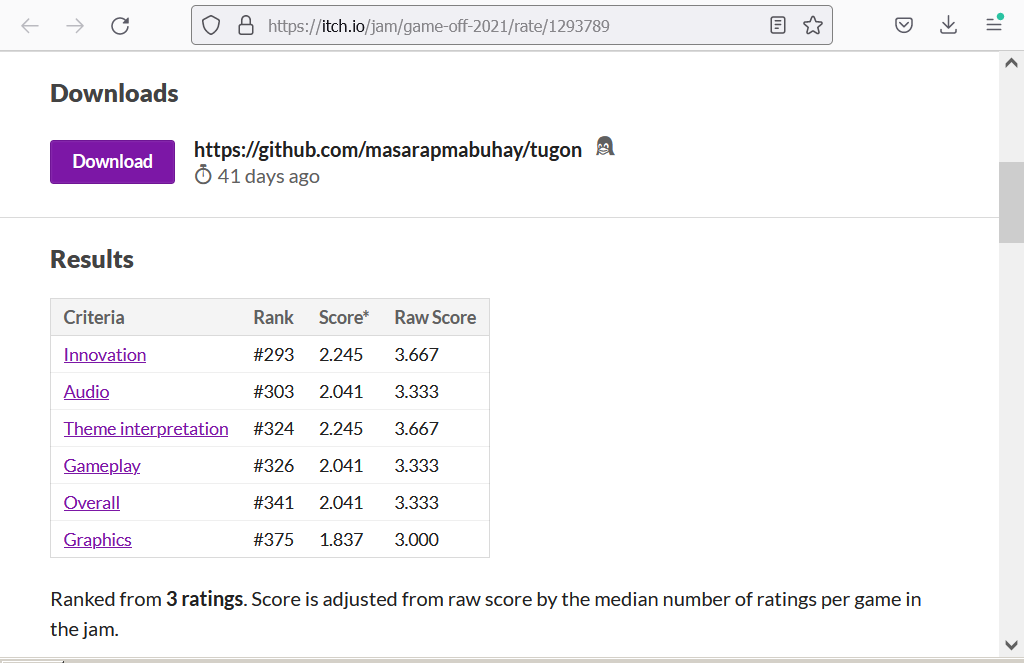 https://itch.io/jam/game-off-2021/rate/1293789
Downloads
Download
https://github.com/masarapmabuhay/tugon
41 days ago
Results
Criteria Rank Score* Raw Score
Innovation #293 2.245 3.667
Audio #303 2.041 3.333
Theme interpretation #324 2.245 3.667
Gameplay #326 2.041 3.333
Overall #341 2.041 3.333
Graphics #375 1.837 3.000
Ranked from 3 ratings. Score is adjusted from raw score by the median number of ratings per game in
the jam.